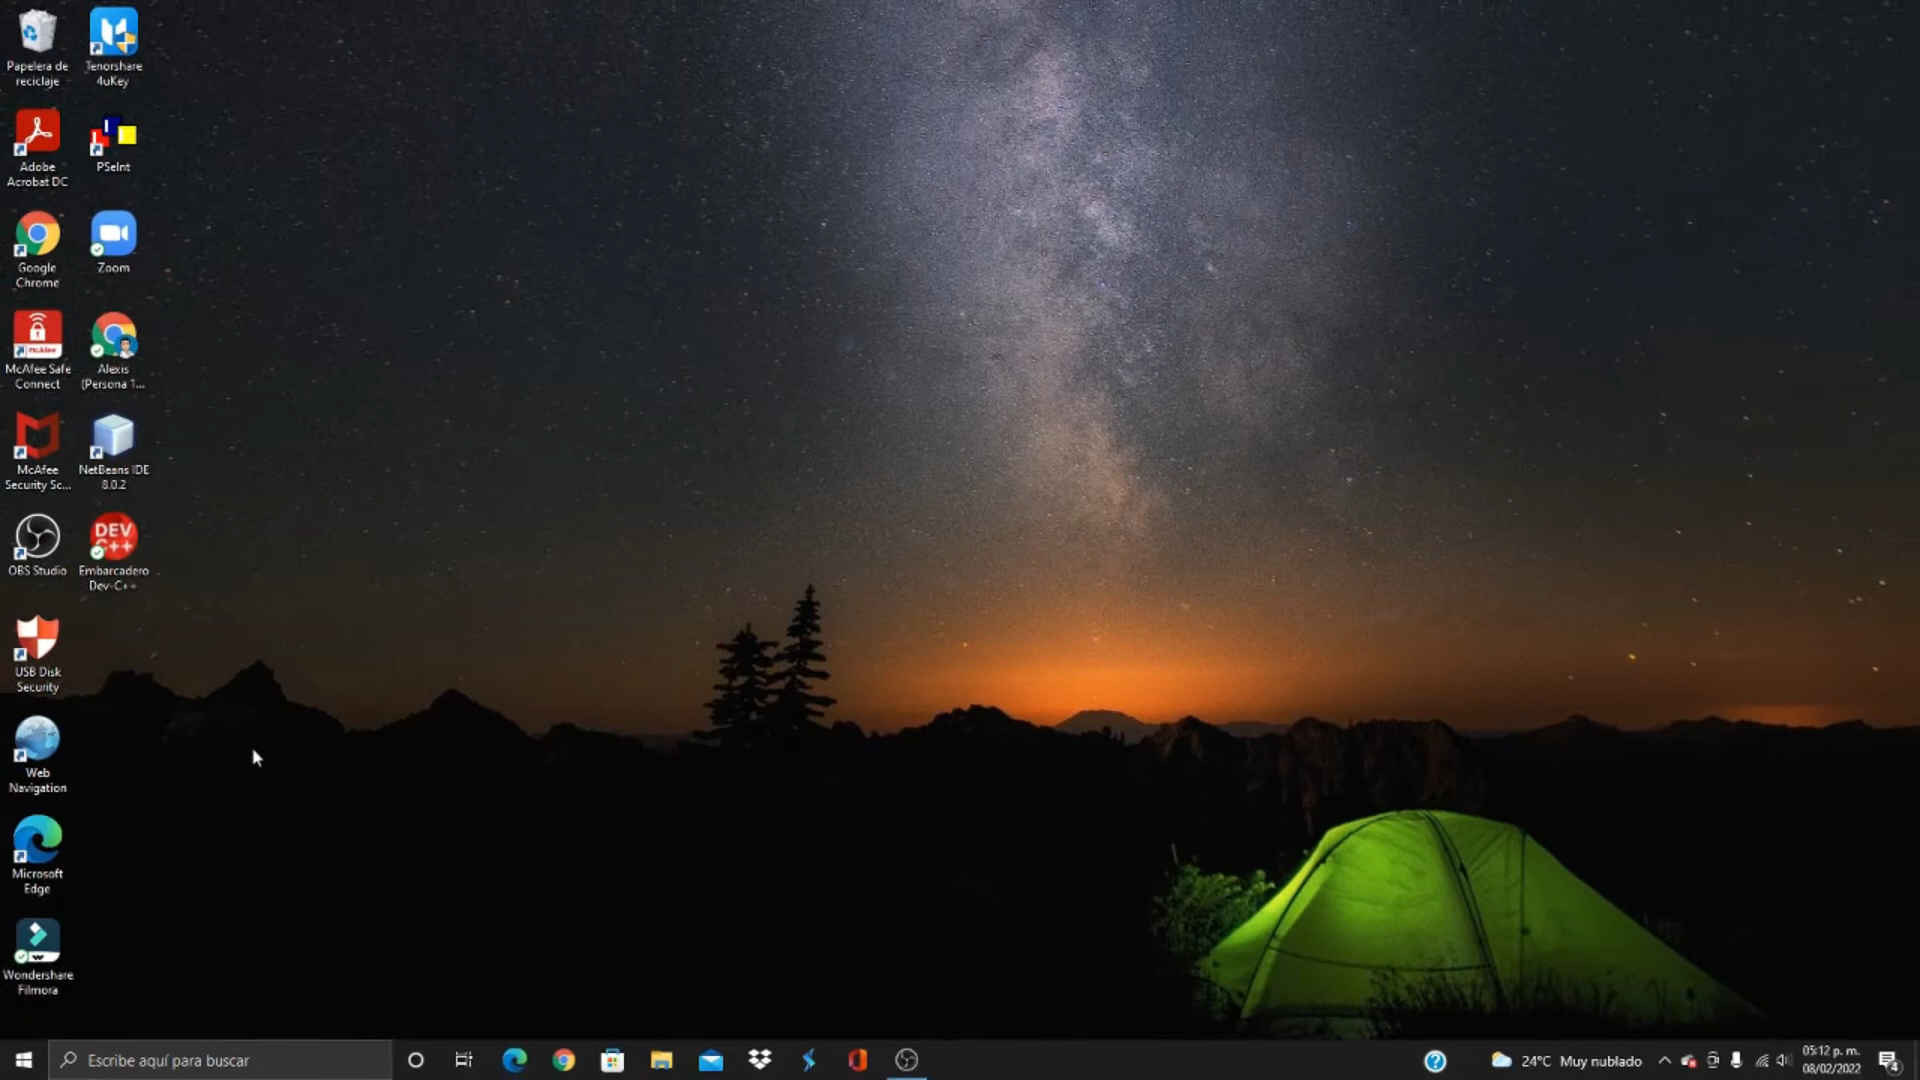 Papelera de
reciclaje
Tenorshare
4uKey
Adobe
Acrobat DC
PSeInt
Google
Chrome
Zoom
McAfee
McAfee Safe
Connect
Alexis
(Persona 1...
McAfee
Security Sc...
NetBeans IDE
8.0.2
OBS Studio
DEV
C++
Embarcadero
Dev-C++
USB Disk
Security
Web
Navigation
Microsoft
Edge
Wondershare
Filmora
Escribe aquí para buscar
24°C Muy nublado
05:12 p. m.
08/02/2022
4